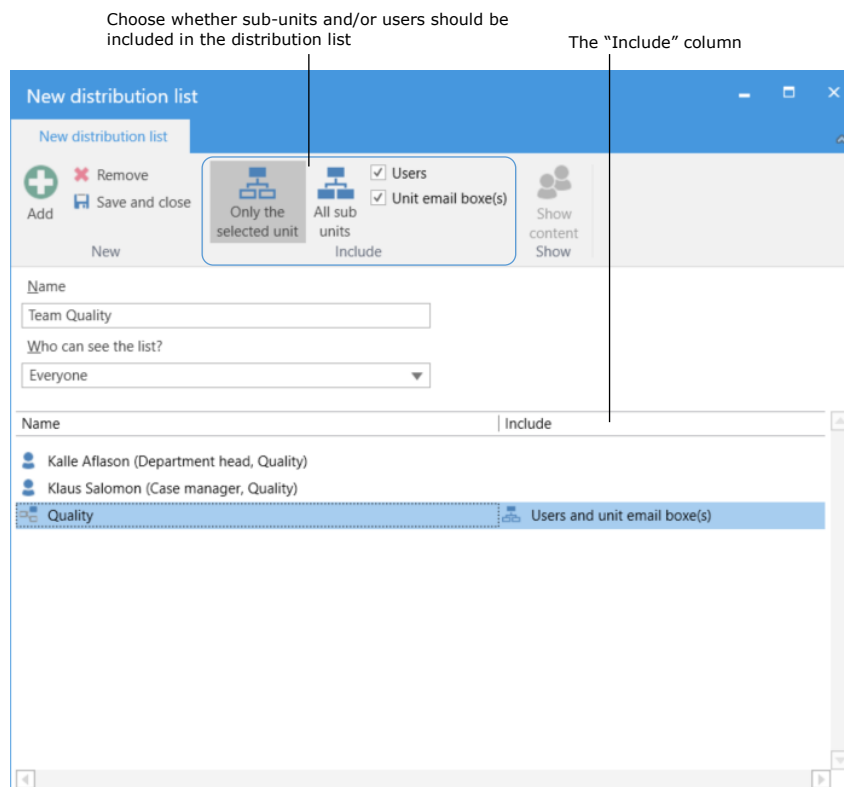 Choose whether sub-units and/or users should be
included in the distribution list
The “Include” column
New distribution list
New distribution list
Add
Remove
Save and close
New
Only the
selected unit
All sub
units
Users
Unit email boxe(s)
Include
Show
content
Show
Name
Team Quality
Who can see the list?
Everyone
Name
Include
Kalle Aflason (Department head, Quality)
Klaus Salomon (Case manager, Quality)
Quality
Users and unit email boxe(s)